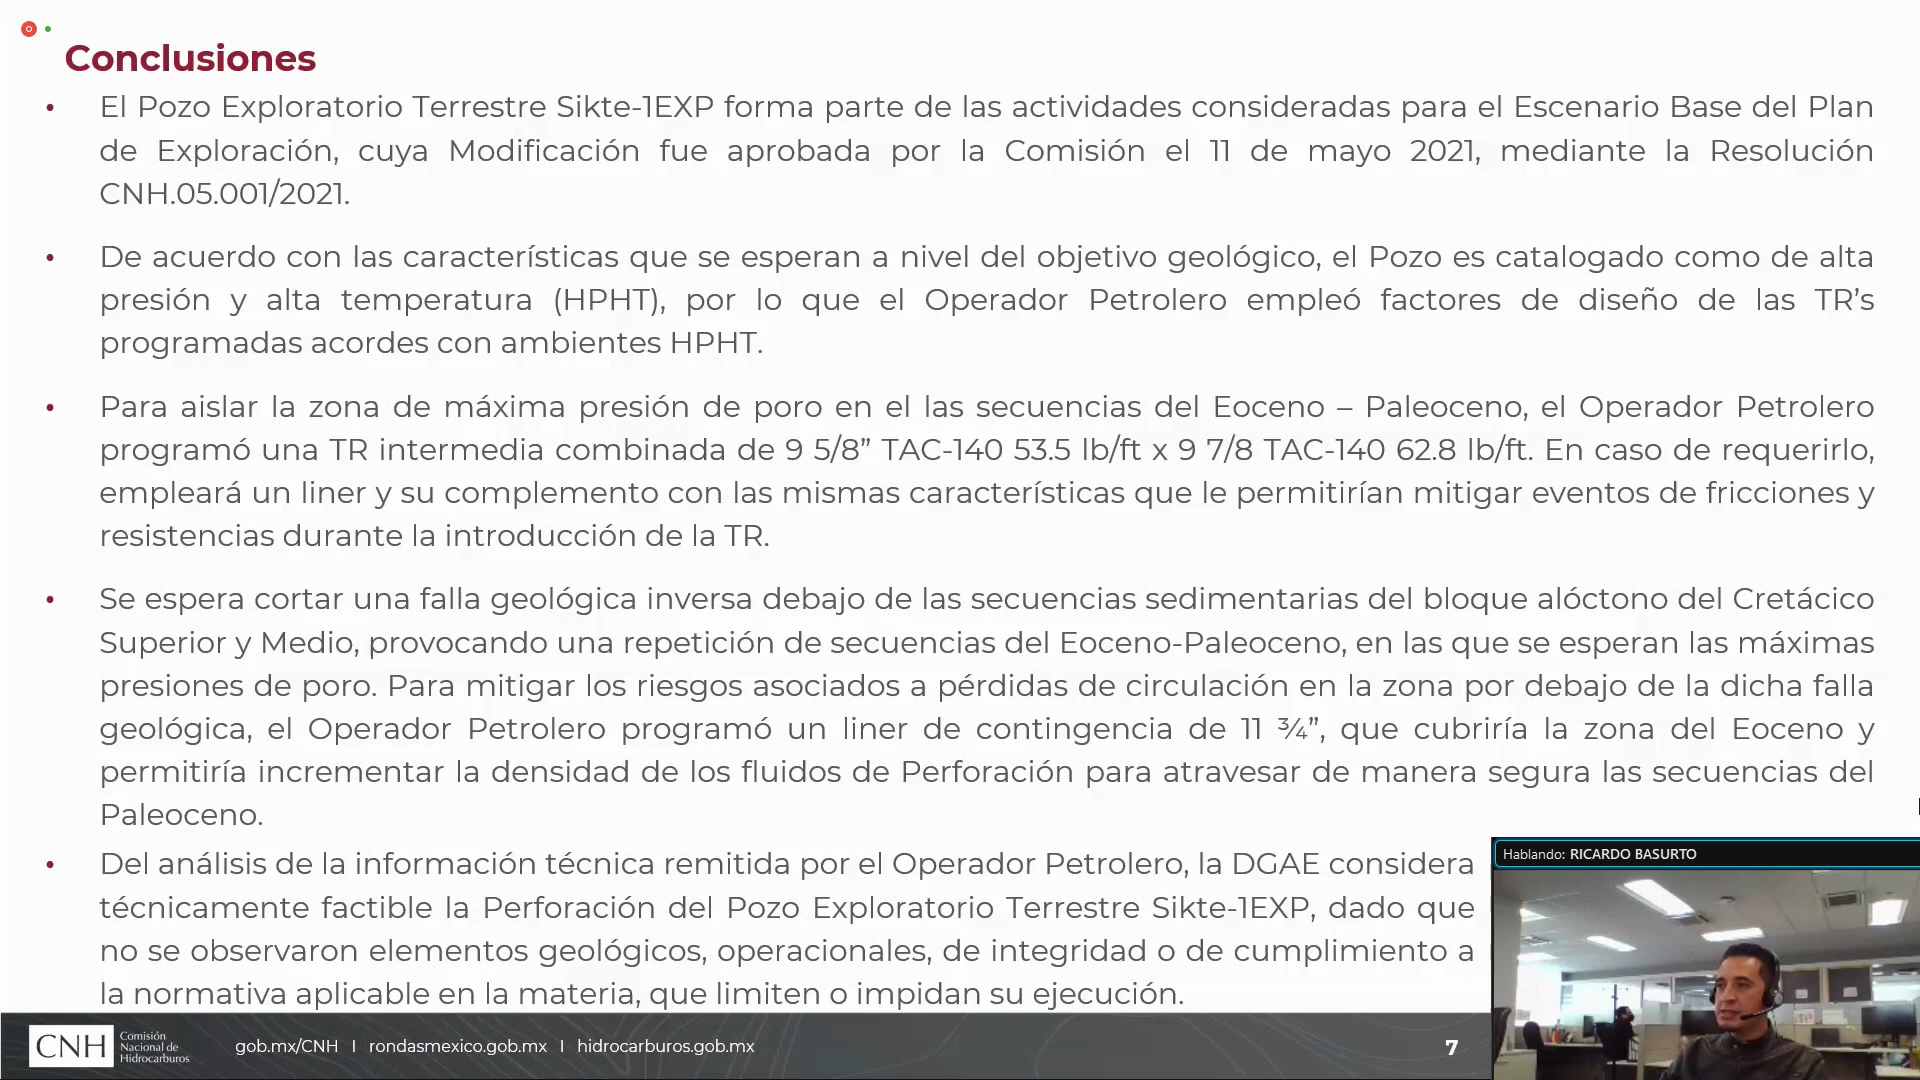 Conclusiones
• El Pozo Exploratorio Terrestre Sikte-1EXP forma parte de las actividades consideradas para el Escenario Base del Plan
de Exploración, cuya Modificación fue aprobada por la Comisión el 11 de mayo 2021, mediante la Resolución
CNH.05.001/2021.
• De acuerdo con las características que se esperan a nivel del objetivo geológico, el Pozo es catalogado como de alta
presión y alta temperatura (HPHT), por lo que el Operador Petrolero empleó factores de diseño de las TR’s
programadas acordes con ambientes HPHT.
• Para aislar la zona de máxima presión de poro en el las secuencias del Eoceno – Paleoceno, el Operador Petrolero
programó una TR intermedia combinada de 9 5/8” TAC-140 53.5 lb/ft x 9 7/8 TAC-140 62.8 lb/ft. En caso de requerirlo,
empleará un liner y su complemento con las mismas características que le permitirían mitigar eventos de fricciones y
resistencias durante la introducción de la TR.
• Se espera cortar una falla geológica inversa debajo de las secuencias sedimentarias del bloque alóctono del Cretácico
Superior y Medio, provocando una repetición de secuencias del Eoceno-Paleoceno, en las que se esperan las máximas
presiones de poro. Para mitigar los riesgos asociados a pérdidas de circulación en la zona por debajo de la dicha falla
geológica, el Operador Petrolero programó un liner de contingencia de 11 ¾”, que cubriría la zona del Eoceno y
permitiría incrementar la densidad de los fluidos de Perforación para atravesar de manera segura las secuencias del
Paleoceno.
• Del análisis de la información técnica remitida por el Operador Petrolero, la DGAE considera
técnicamente factible la Perforación del Pozo Exploratorio Terrestre Sikte-1EXP, dado que
no se observaron elementos geológicos, operacionales, de integridad o de cumplimiento a
la normativa aplicable en la materia, que limiten o impidan su ejecución.
Hablando: RICARDO BASURTO
CNH
Comisión
Nacional de
Hidrocarburos
gob.mx/CNH I rondasmexico.gob.mx I hidrocarburos.gob.mx
7